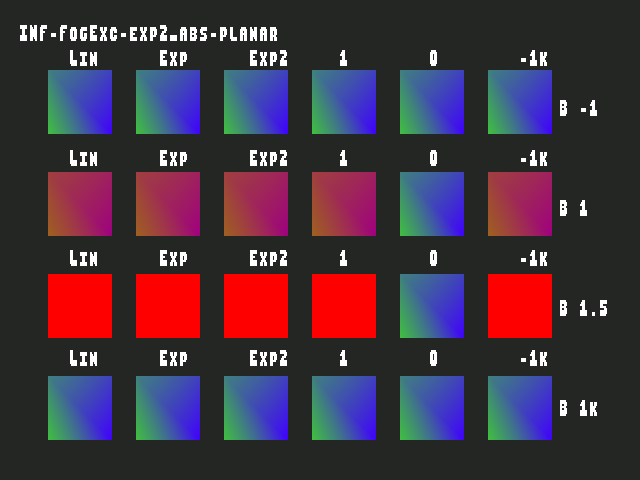 INF-FOGEXC-EXP2_ABS-PLANAR
LIN EXP EXP2 1 0 -1K
B -1
LIN EXP EXP2 1 0 -1K
B 1
LIN EXP EXP2 1 0 -1K
B 1.5
LIN EXP EXP2 1 0 -1K
B 1K